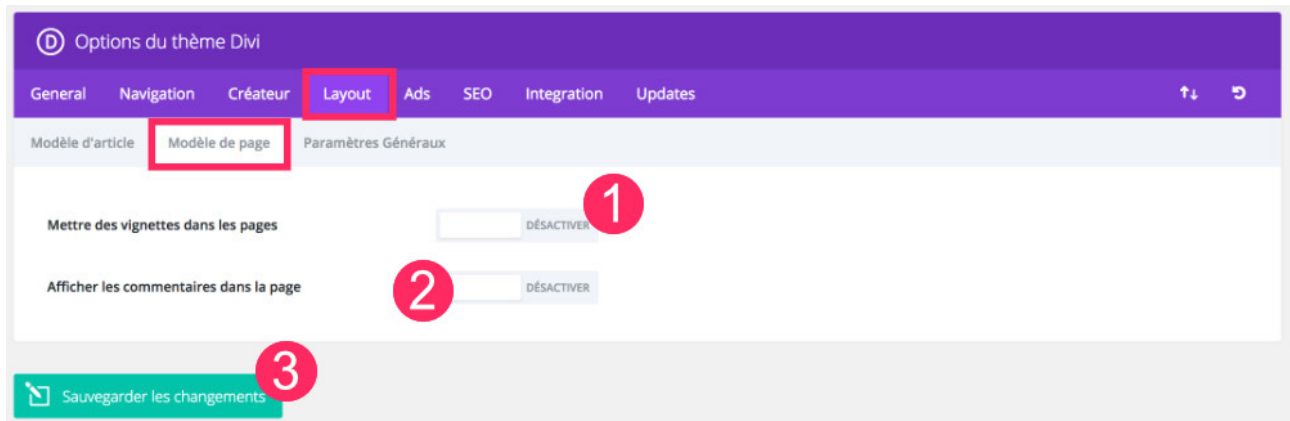 D Options du thème Divi
General Navigation Créateur Layout Ads SEO Integration Updates
Modèle d'article Modèle de page Paramètres Généraux
1
Mettre des vignettes dans les pages DÉSACTIVER
2
Afficher les commentaires dans la page DÉSACTIVER
3
Sauvegarder les changements